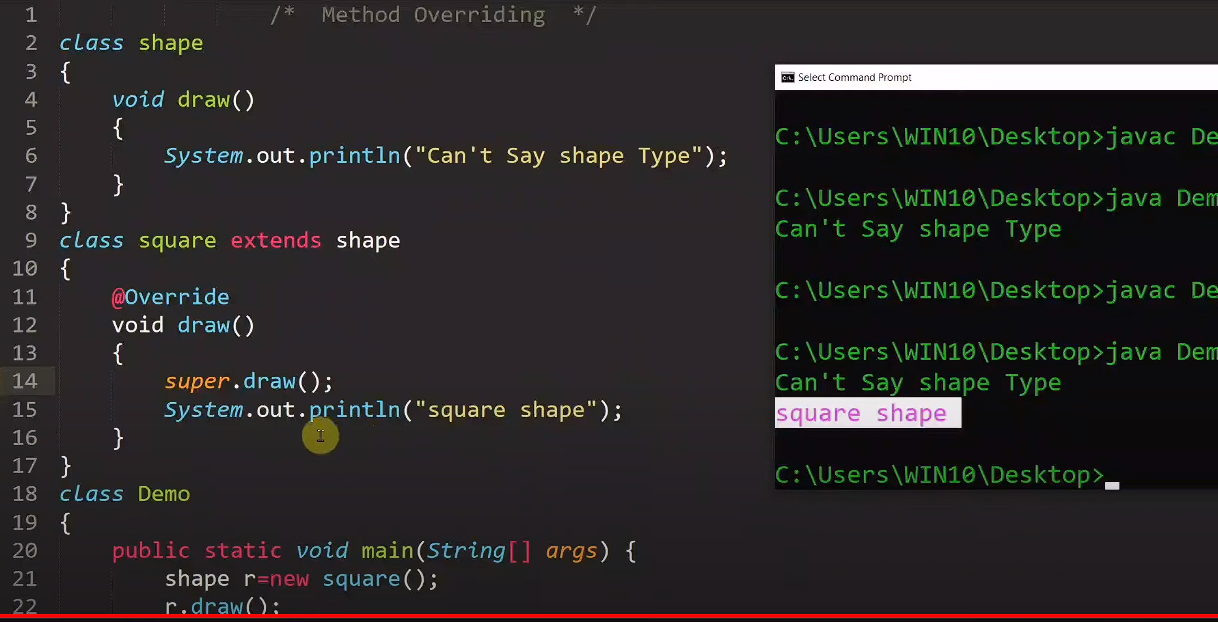 1 /* Method Overriding */
2 class shape
3 {
4 void draw()
5 {
6 System.out.println("Can't Say shape Type");
7 }
8 }
9 class square extends shape
10 {
11 @Override
12 void draw()
13 {
14 super.draw();
15 System.out.println("square shape");
16 }
17 }
18 class Demo
19 {
20 public static void main(String[] args) {
21 shape r=new square();
22 r.draw();
Select Command Prompt
C:\Users\WIN10\Desktop>javac De
C:\Users\WIN10\Desktop>java Dem
Can't Say shape Type
C:\Users\WIN10\Desktop>javac De
C:\Users\WIN10\Desktop>java Dem
Can't Say shape Type
square shape
C:\Users\WIN10\Desktop>